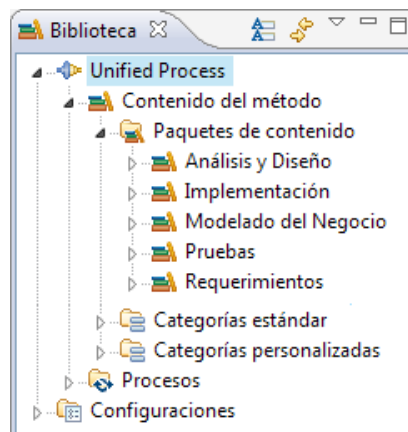 Biblioteca
Unified Process
Contenido del método
Paquetes de contenido
Análisis y Diseño
Implementación
Modelado del Negocio
Pruebas
Requerimientos
Categorías estándar
Categorías personalizadas
Procesos
Configuraciones